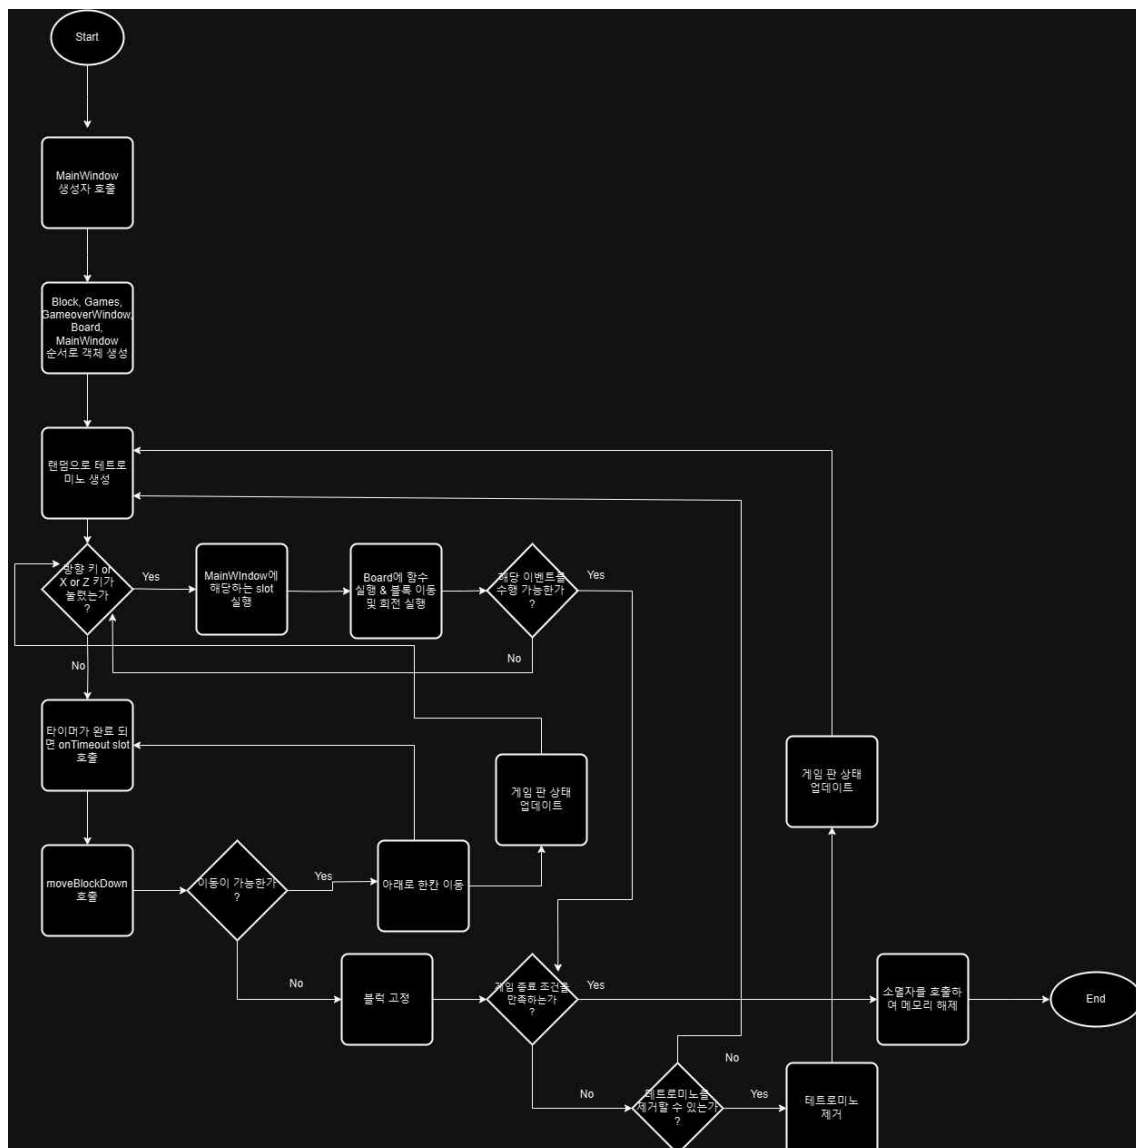 Start
MainWindow
생성자 호출
Block, Games,
GameoverWindow,
Board,
MainWindow
순서로 객체 생성
랜덤으로 테트로
미노 생성
방향 키 or
X or Z 키가
눌렸는가
?
Yes
MainWIndow에
해당하는 slot
실행
Board에 함수
실행 & 블록 이동
및 회전 실행
해당 이벤트를
수행 가능한가
?
Yes
No
No
타이머가 완료 되
면 onTimeout slot
호출
게임 판 상태
업데이트
게임 판 상태
업데이트
moveBlockDown
호출
이동이 가능한가
?
Yes
아래로 한칸 이동
No
블럭 고정
게임 종료 조건을
만족하는가
?
Yes
소멸자를 호출하
여 메모리 해제
End
No
No
테트로미노를
제거할 수 있는가
?
Yes
테트로미노
제거